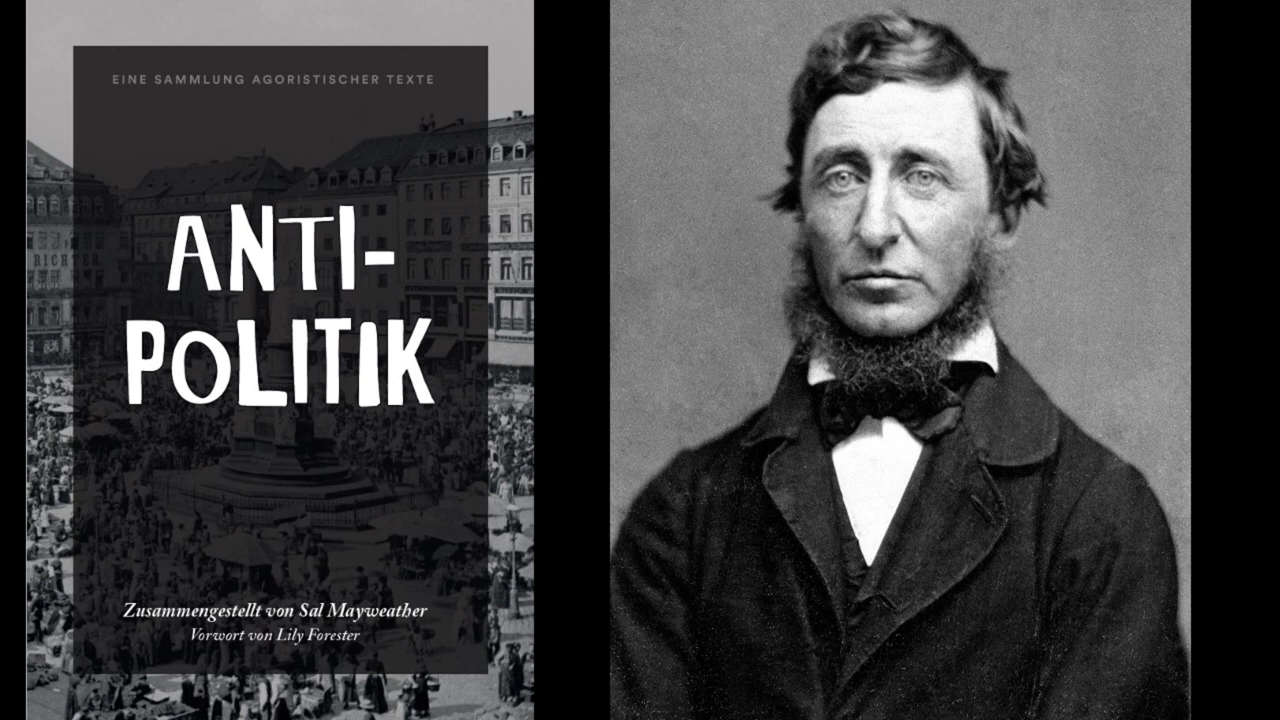 EINE SAMMLUNG AGORISTISCHER TEXTE
ANTI-
POLITIK
Zusammengestellt von Sal Mayweather
Vorwort von Lily Forester